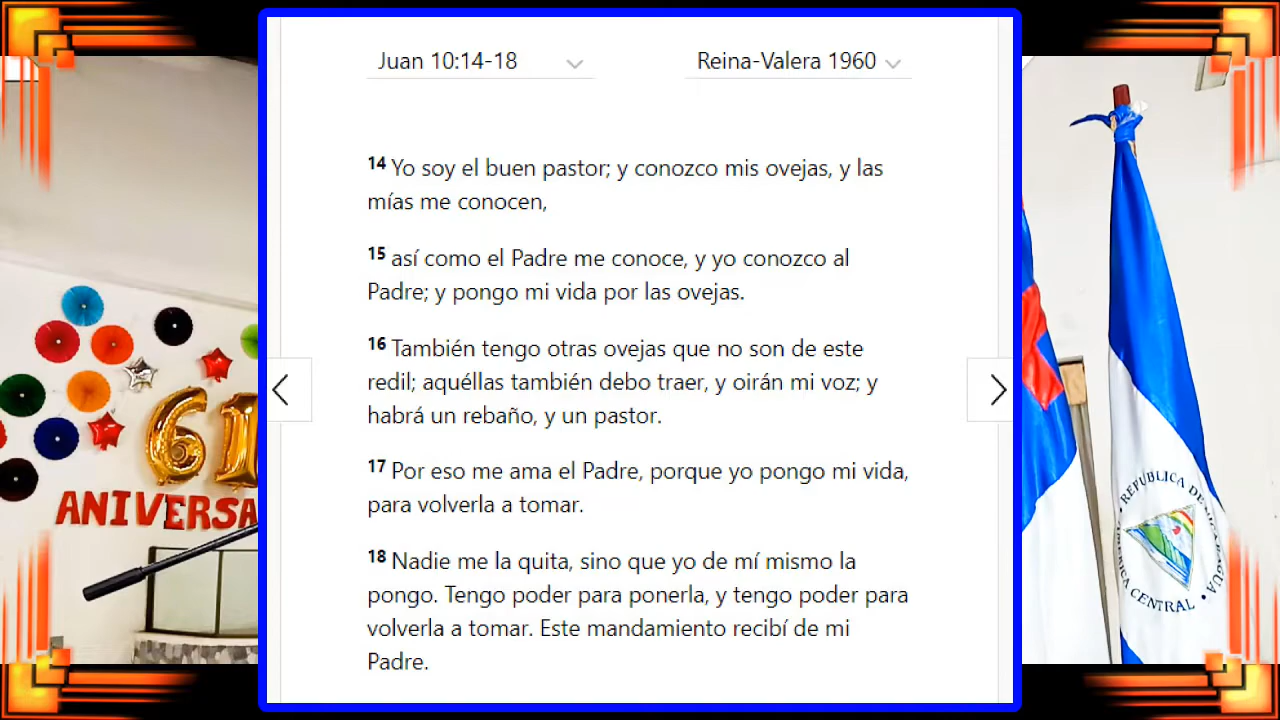 Juan 10:14-18
Reina-Valera 1960
14 Yo soy el buen pastor; y conozco mis ovejas, y las
mías me conocen,
15 así como el Padre me conoce, y yo conozco al
Padre; y pongo mi vida por las ovejas.
16 También tengo otras ovejas que no son de este
redil; aquéllas también debo traer, y oirán mi voz; y
habrá un rebaño, y un pastor.
17 Por eso me ama el Padre, porque yo pongo mi vida,
para volverla a tomar.
18 Nadie me la quita, sino que yo de mí mismo la
pongo. Tengo poder para ponerla, y tengo poder para
volverla a tomar. Este mandamiento recibí de mi
Padre.
61
ANIVERSA
REPÚBLICA DE NICARAGUA
AMERICA CENTRAL